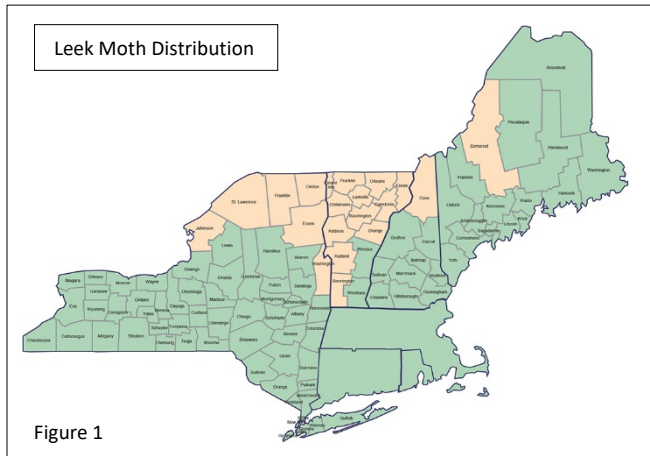 Leek Moth Distribution
Aroostook
Piscataquis
Somerset
Penobscot
Washington
Franklin
Hancock
Oxford
Kennebec
Waldo
Knox
Lincoln
Androscoggin
Sagadahoc
Cumberland
York
Coos
Grafton
Carroll
Belknap
Sullivan
Merrimack
Strafford
Cheshire
Hillsborough
Rockingham
Franklin
Orleans
Essex
Lamoille
Chittenden
Caledonia
Washington
Addison
Orange
Rutland
Windsor
Bennington
Windham
Clinton
Franklin
St. Lawrence
Jefferson
Essex
Lewis
Hamilton
Warren
Washington
Oswego
Oneida
Herkimer
Fulton
Saratoga
Niagara
Orleans
Monroe
Wayne
Genesee
Ontario
Onondaga
Madison
Montgomery
Schenectady
Rensselaer
Erie
Wyoming
Livingston
Yates
Seneca
Cayuga
Cortland
Otsego
Schoharie
Albany
Schuyler
Tompkins
Chenango
Chautauqua
Cattaraugus
Allegany
Steuben
Chemung
Tioga
Broome
Delaware
Greene
Columbia
Ulster
Dutchess
Sullivan
Orange
Putnam
Westchester
Rockland
Suffolk
Figure 1